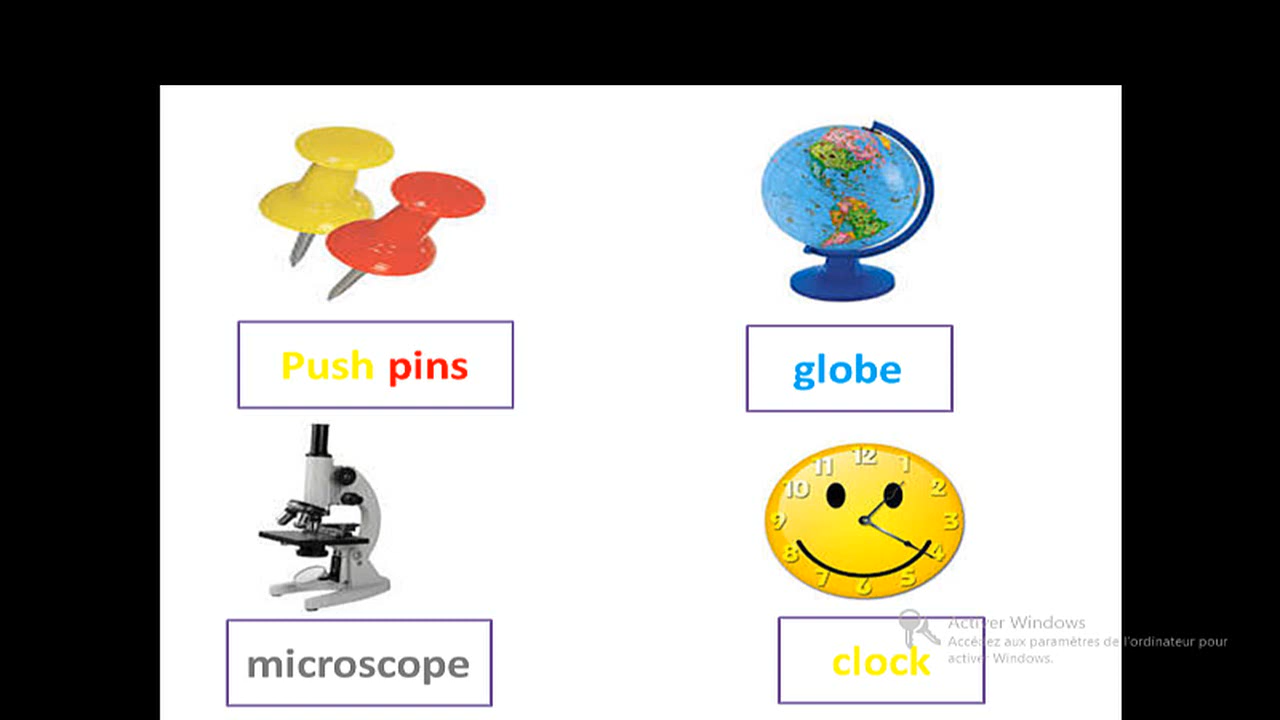 Push pins
globe
11 12 1
10 2
9 3
8 4
7 6 5
microscope
clock
Activer Windows
Accédez aux paramètres de l'ordinateur pour
activer Windows.